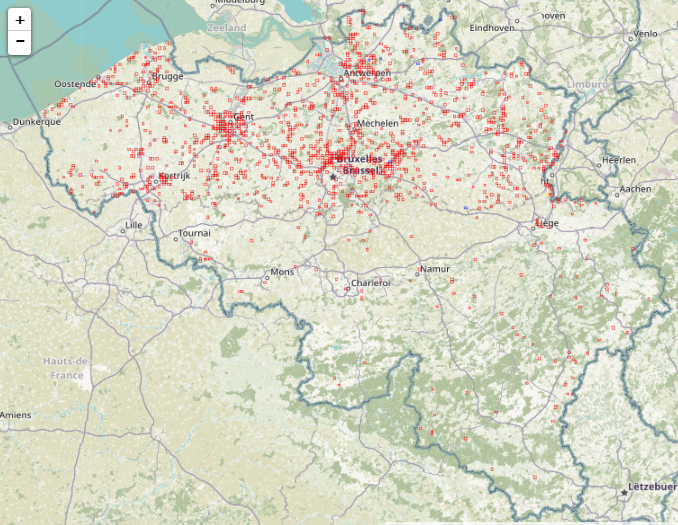 +
−
Middelburg
Zeeland
Eindhoven
Venlo
Brugge
Oostende
Antwerpen
Limburg
Gent
Dunkerque
Mechelen
Bruxelles
- Brussel
Heerlen
Kortrijk
Aachen
Lille
Tournai
Liège
Mons
Namur
Charleroi
Hauts-de
France
Amiens
Lëtzebuer